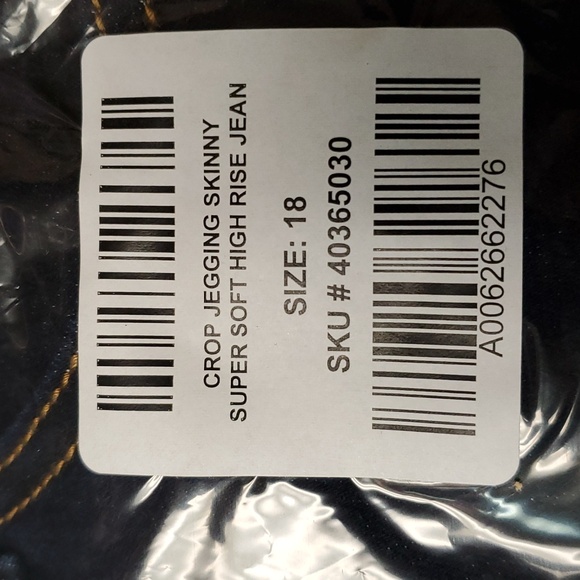 CROP JEGGING SKINNY
SUPER SOFT HIGH RISE JEAN
SIZE: 18
SKU # 40365030
A0062662276